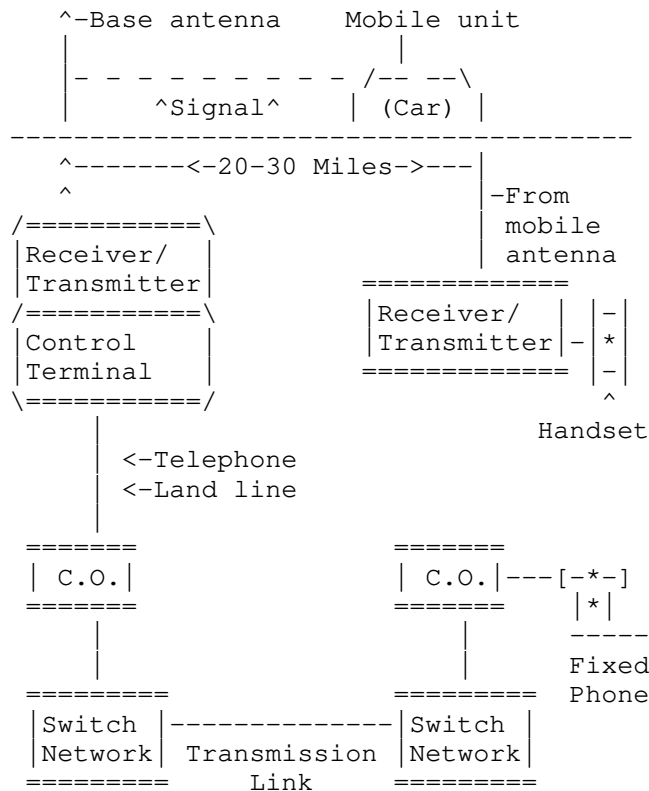 ^-Base antenna    Mobile unit
|                    |
|- - - - - - - - - /-- --\
|     ^Signal^    | (Car) |
---------------------------------------
^-------<-20-30 Miles->---|
^                         |-From
/===========\             | mobile
|Receiver/  |             | antenna
|Transmitter|         =============
/===========\         |Receiver/  | |-|
|Control    |         |Transmitter|-|*|
|Terminal   |         ============= |-|
\===========/                        ^
|                                 Handset
| <-Telephone
| <-Land line
|
=======                 =======
| C.O.|                 | C.O.|---[-*-]
=======                 =======    |*|
|                           |      -----
|                           |      Fixed
=========              =========   Phone
|Switch |--------------|Switch |
|Network| Transmission |Network|
=========     Link     =========